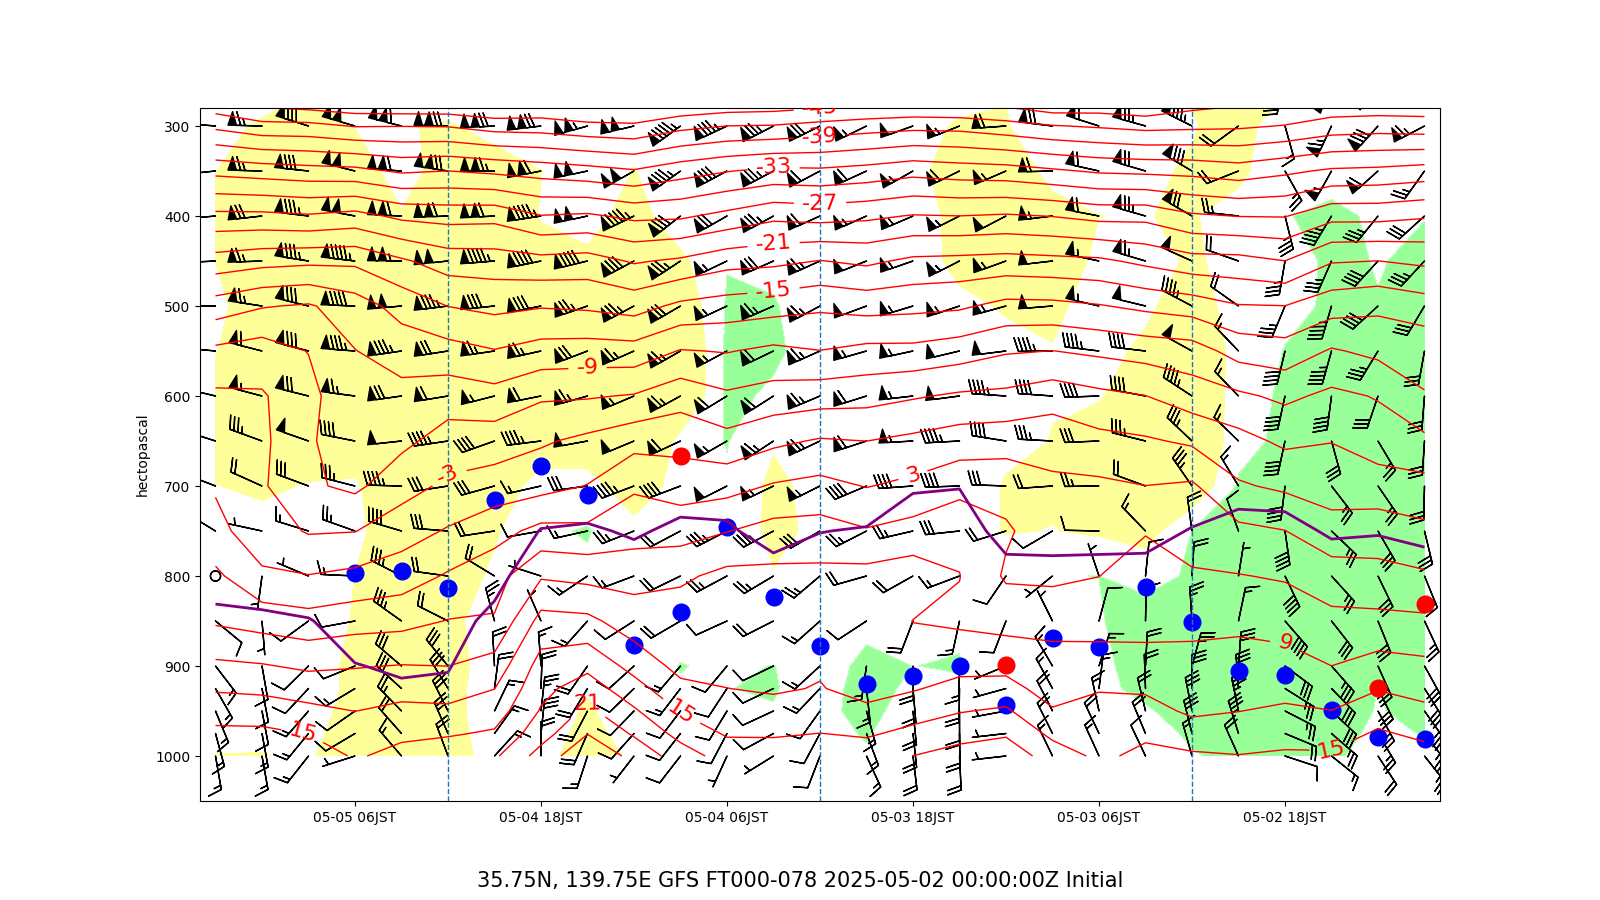 -45
300
-39
-33
400
-27
-21
500
-15
-9
600
hectopascal
-3
3
700
800
9
900
21
15
15
15
1000
05-05 06JST
05-04 18JST
05-04 06JST
05-03 18JST
05-03 06JST
05-02 18JST
35.75N, 139.75E GFS FT000-078 2025-05-02 00:00:00Z Initial